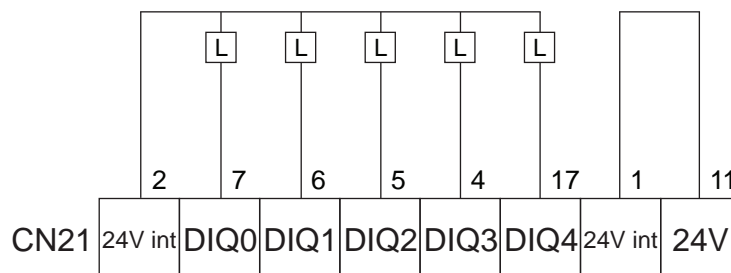 L L L L L
2 7 6 5 4 17 1 11
CN21 24V int DIQ0 DIQ1 DIQ2 DIQ3 DIQ4 24V int 24V